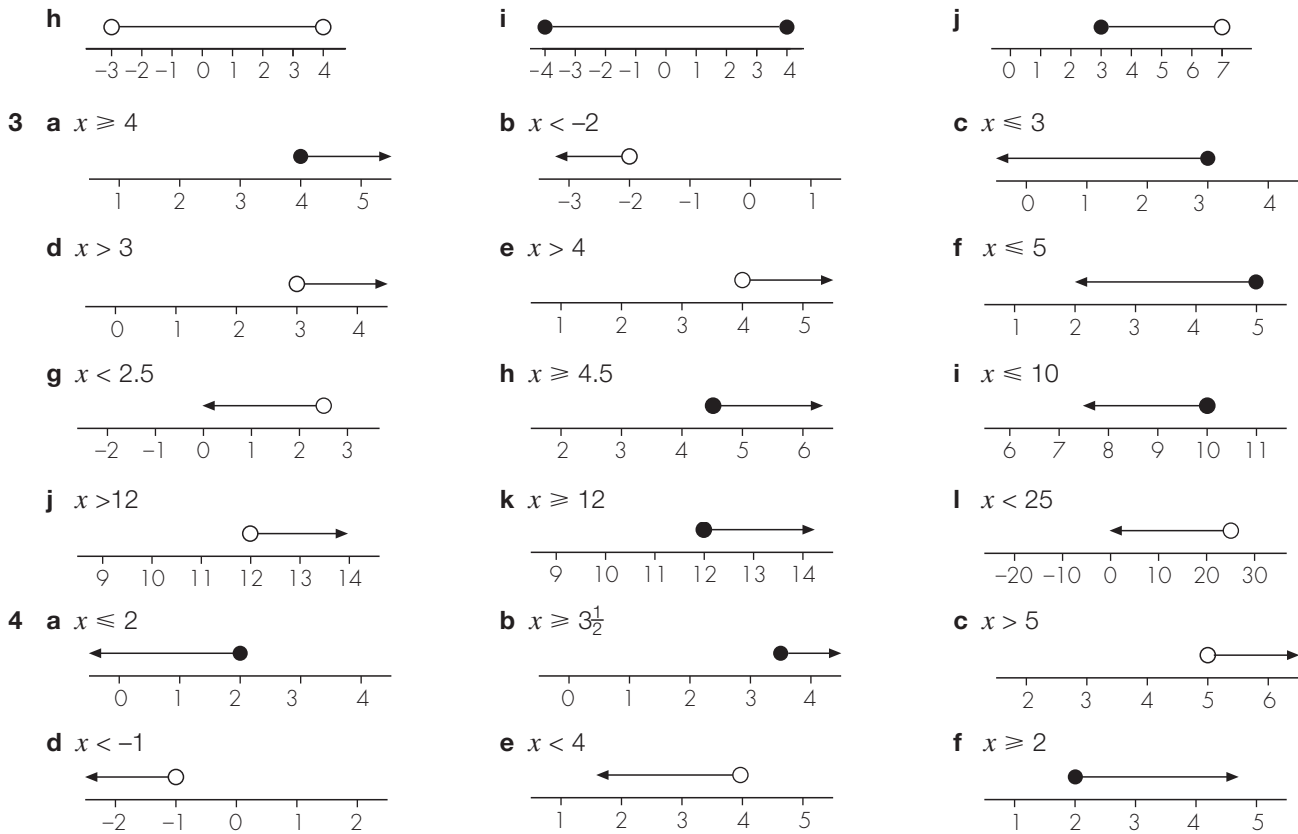 h i j
–3 –2 –1 0 1 2 3 4 –4 –3 –2 –1 0 1 2 3 4 0 1 2 3 4 5 6 7
3 a x ⩾ 4 b x < –2 c x ⩽ 3
1 2 3 4 5 –3 –2 –1 0 1 0 1 2 3 4
d x > 3 e x > 4 f x ⩽ 5
0 1 2 3 4 1 2 3 4 5 1 2 3 4 5
g x < 2.5 h x ⩾ 4.5 i x ⩽ 10
–2 –1 0 1 2 3 2 3 4 5 6 6 7 8 9 10 11
j x >12 k x ⩾ 12 l x < 25
9 10 11 12 13 14 9 10 11 12 13 14 –20 –10 0 10 20 30
4 a x ⩽ 2 b x ⩾ 3½ c x > 5
0 1 2 3 4 0 1 2 3 4 2 3 4 5 6
d x < –1 e x < 4 f x ⩾ 2
–2 –1 0 1 2 1 2 3 4 5 1 2 3 4 5